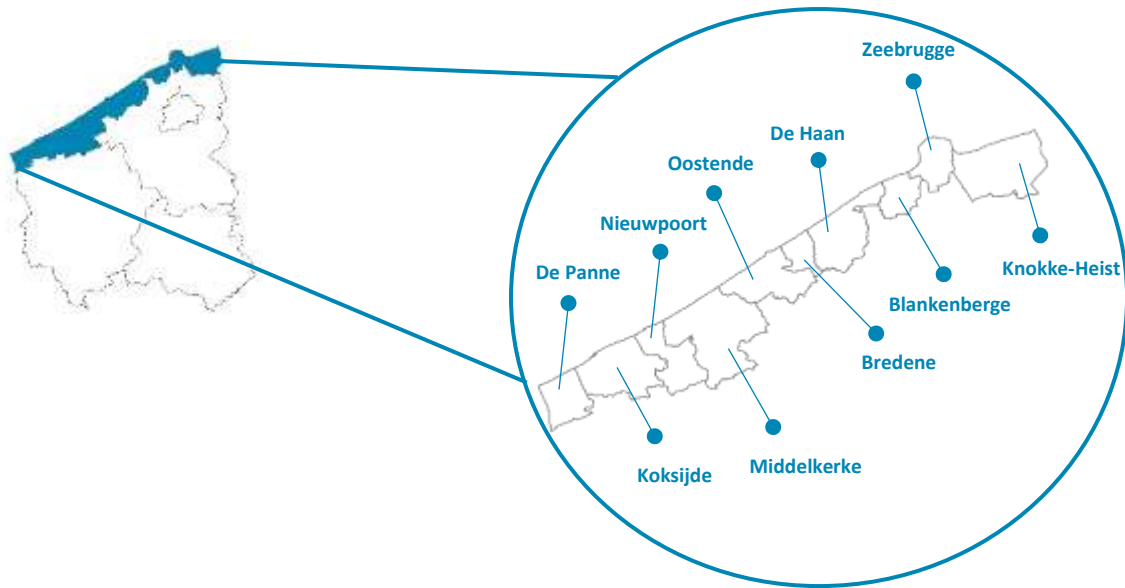 Zeebrugge
De Haan
Oostende
Nieuwpoort
De Panne
Knokke-Heist
Blankenberge
Bredene
Middelkerke
Koksijde